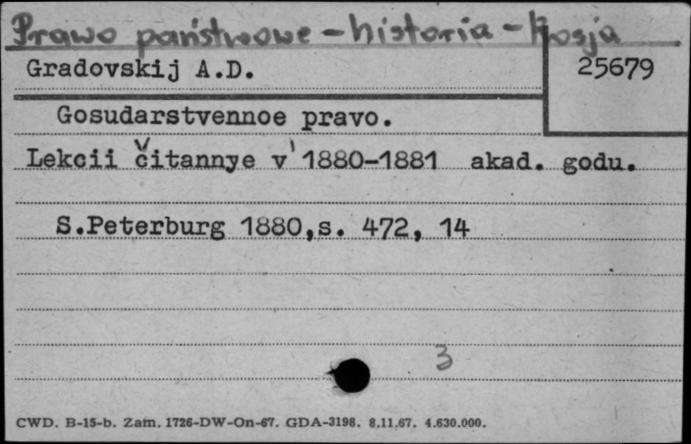 Prawo państwowe - historia - Rosja
Gradovskij A.D.
25679
Gosudarstvennoe pravo.
Lekcii čitannye v' 1880-1881 akad. godu.
S.Peterburg 1880,s. 472, 14
3
CWD. B-15-b. Zam. 1726-DW-On-67. GDA-3198. 8.11.67. 4.630.000.